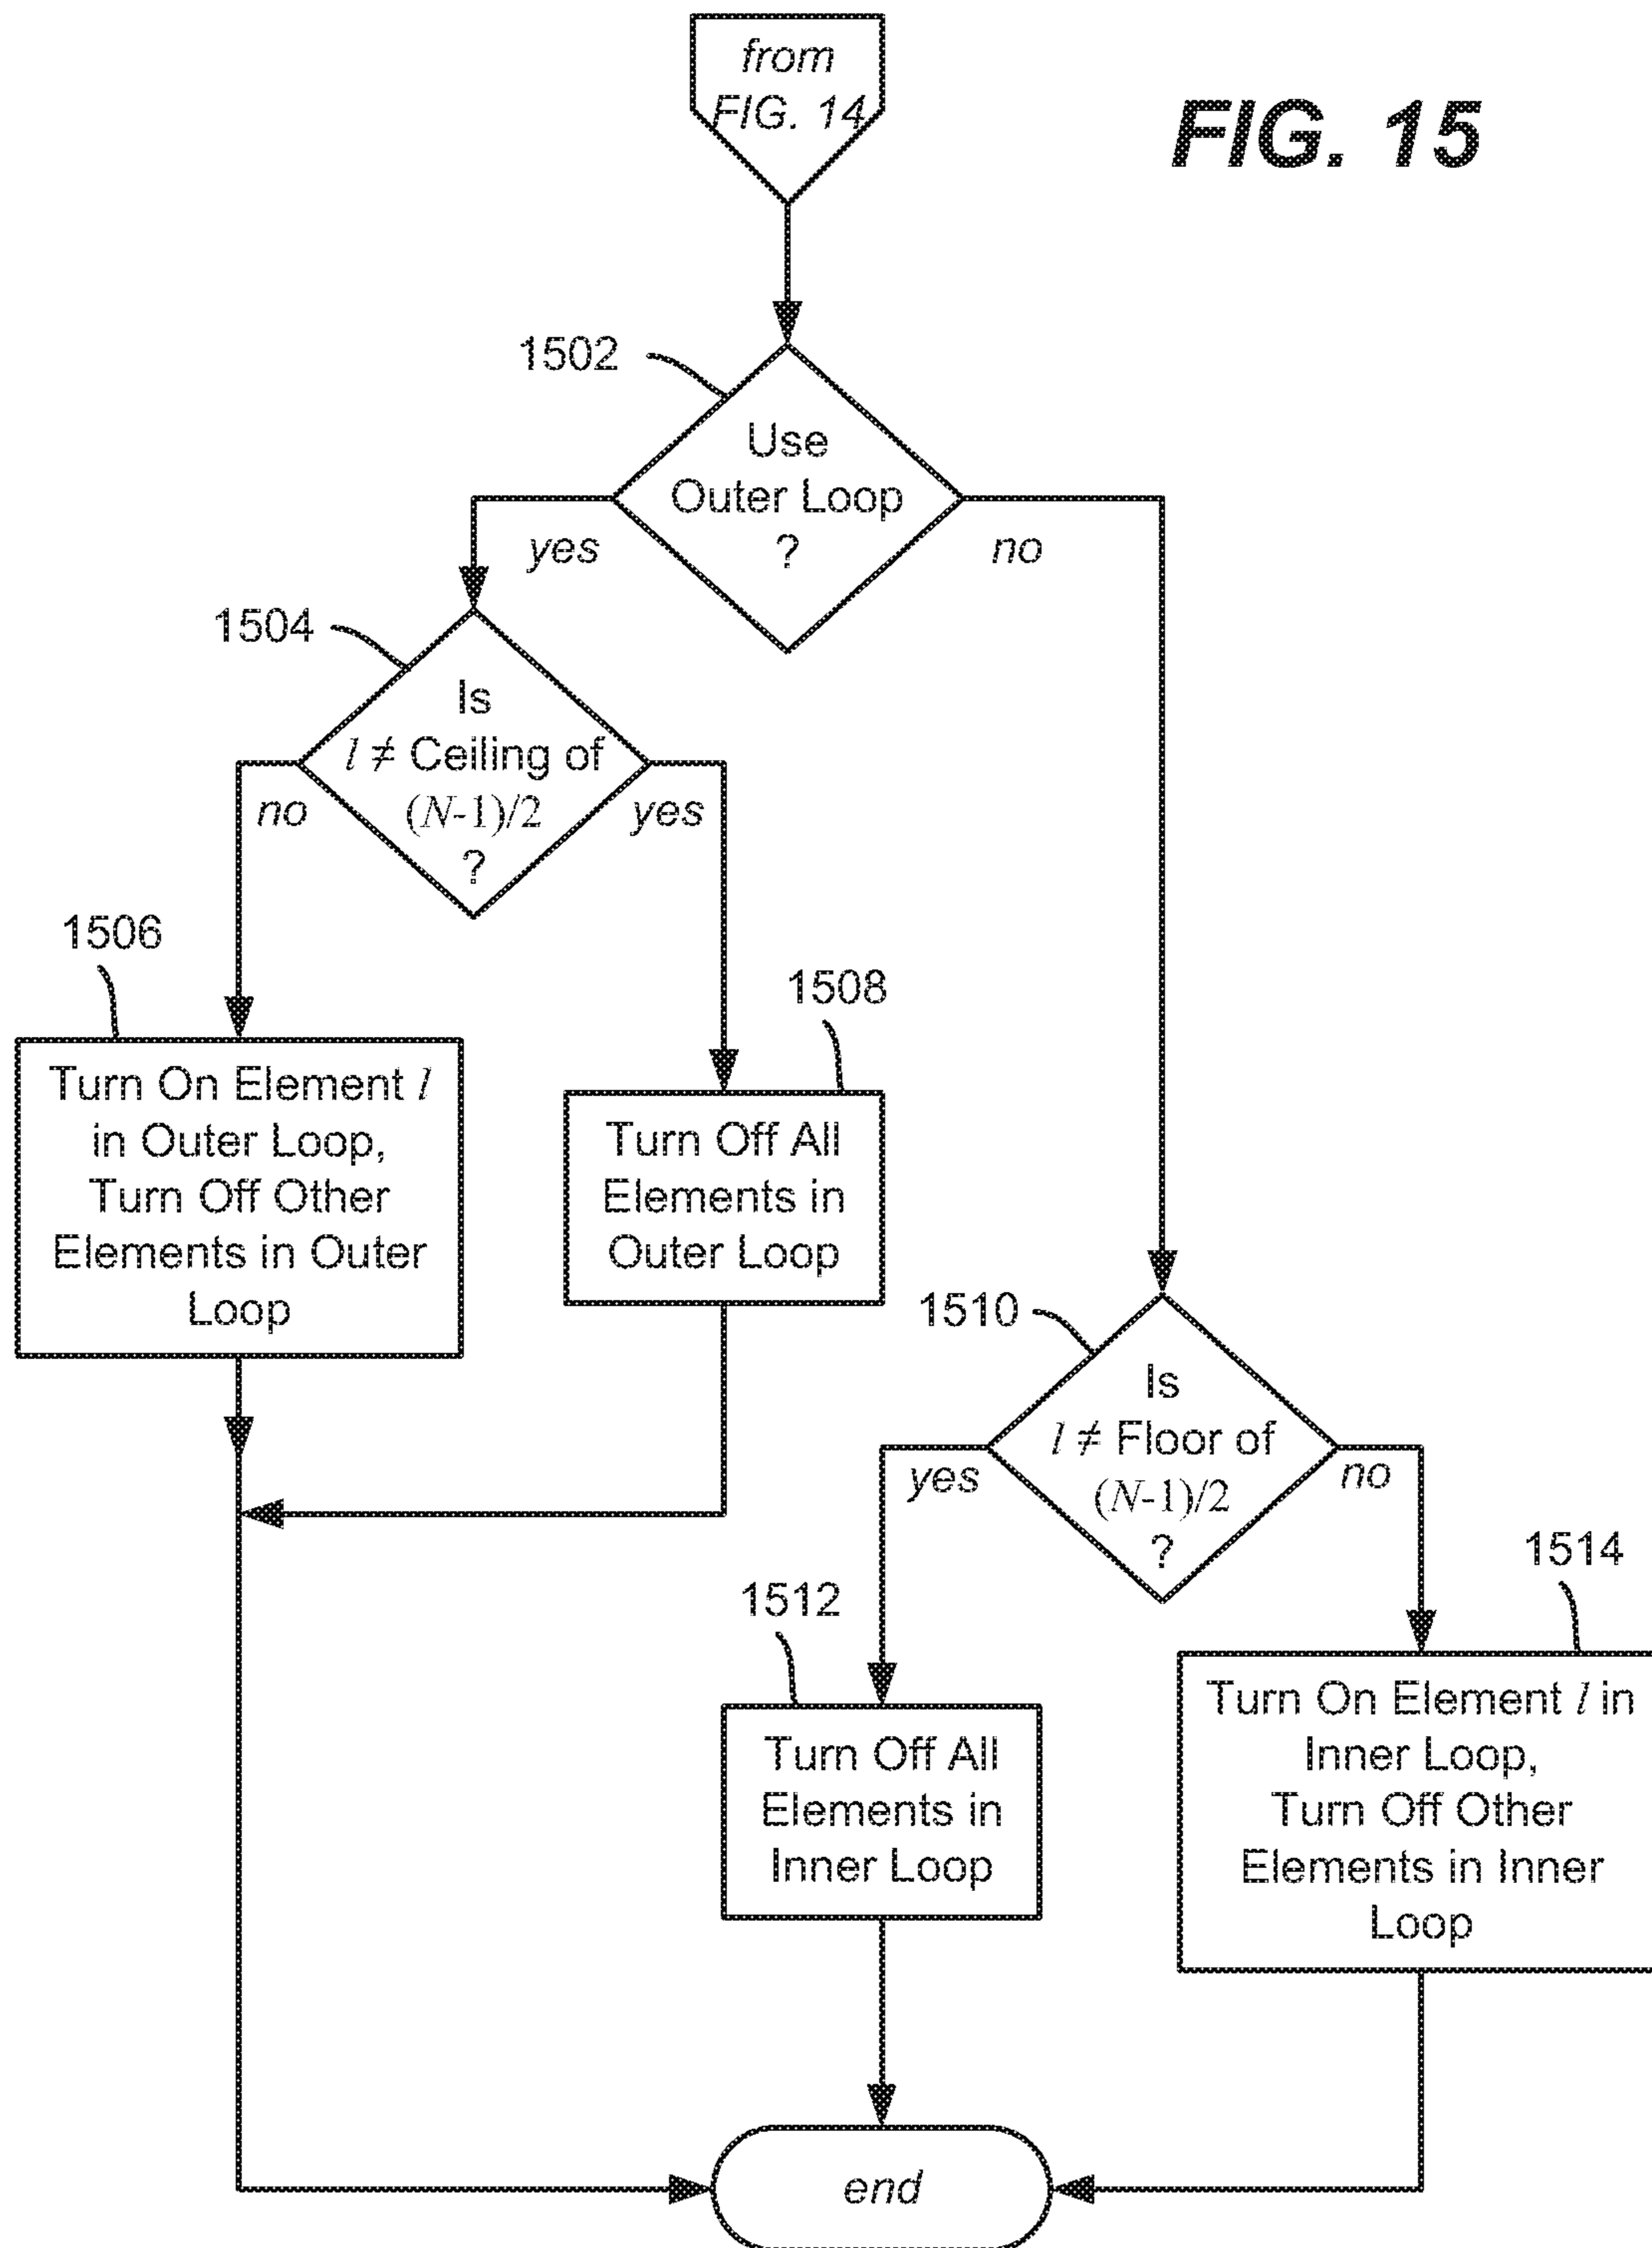 from
FIG. 14
FIG. 15
1502
Use
Outer Loop
?
yes
no
1504
Is
l ≠ Ceiling of
(N-1)/2
?
no
yes
1506
Turn On Element l
in Outer Loop,
Turn Off Other
Elements in Outer
Loop
1508
Turn Off All
Elements in
Outer Loop
1510
Is
l ≠ Floor of
(N-1)/2
?
yes
no
1512
Turn Off All
Elements in
Inner Loop
1514
Turn On Element l in
Inner Loop,
Turn Off Other
Elements in Inner
Loop
end